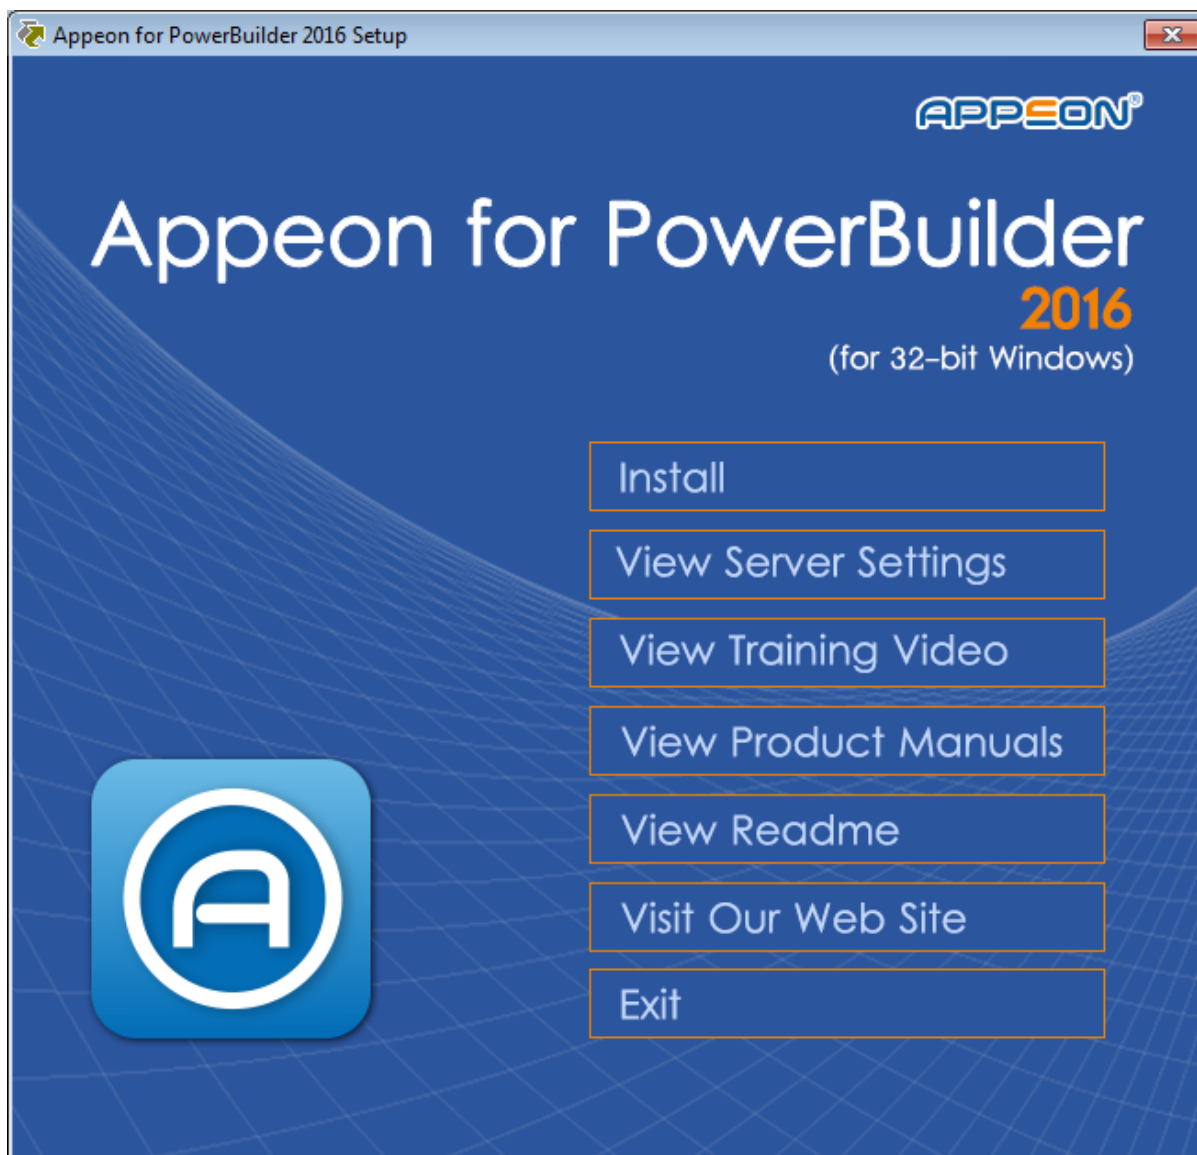 Appeon for PowerBuilder 2016 Setup
APPEON®
Appeon for PowerBuilder
2016
(for 32-bit Windows)
Install
View Server Settings
View Training Video
View Product Manuals
View Readme
Visit Our Web Site
Exit